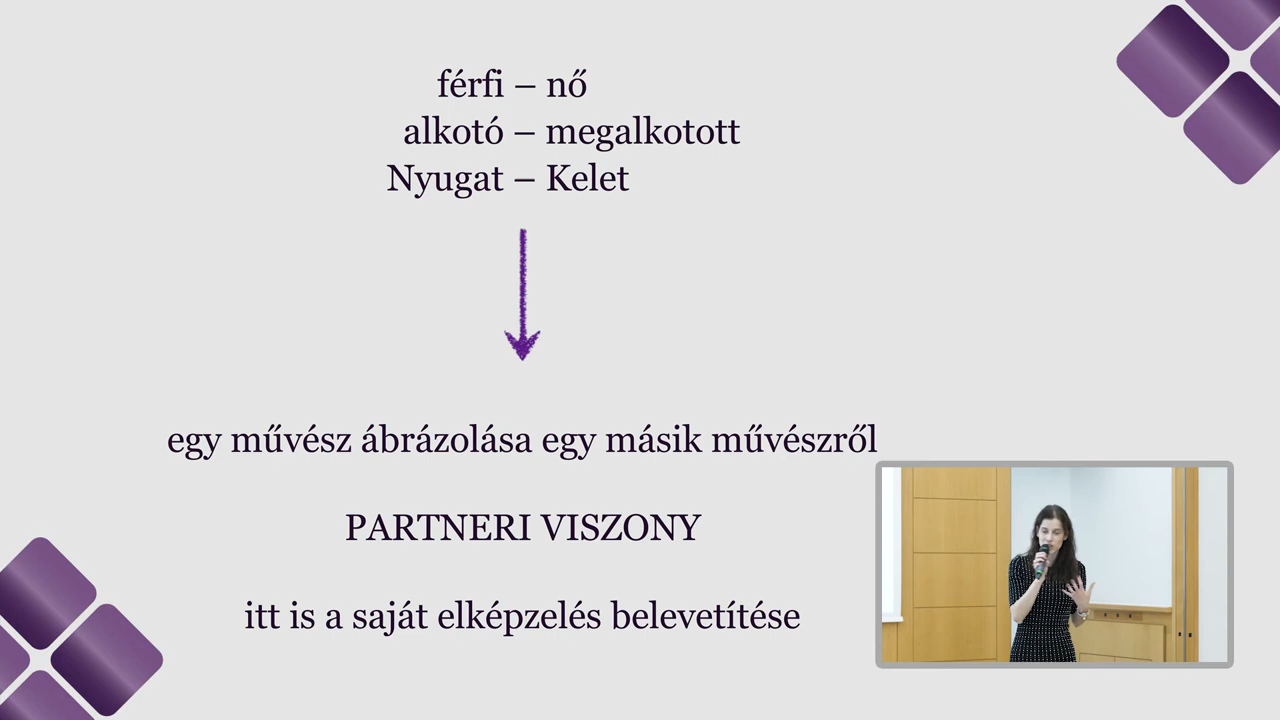 férfi – nő
alkotó – megalkotott
Nyugat – Kelet
egy művész ábrázolása egy másik művészről
PARTNERI VISZONY
itt is a saját elképzelés belevetítése